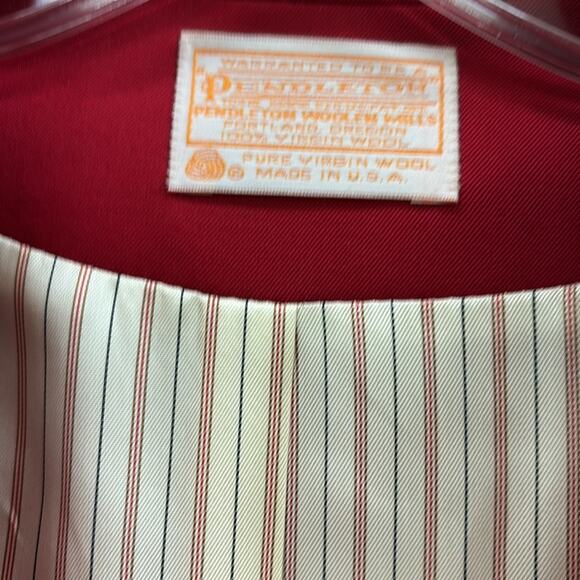 WARRANTED TO BE A
"PENDLETON"
PENDLETON WOOLEN MILLS
PORTLAND, OREGON
100% VIRGIN WOOL
® PURE VIRGIN WOOL
MADE IN U.S.A.